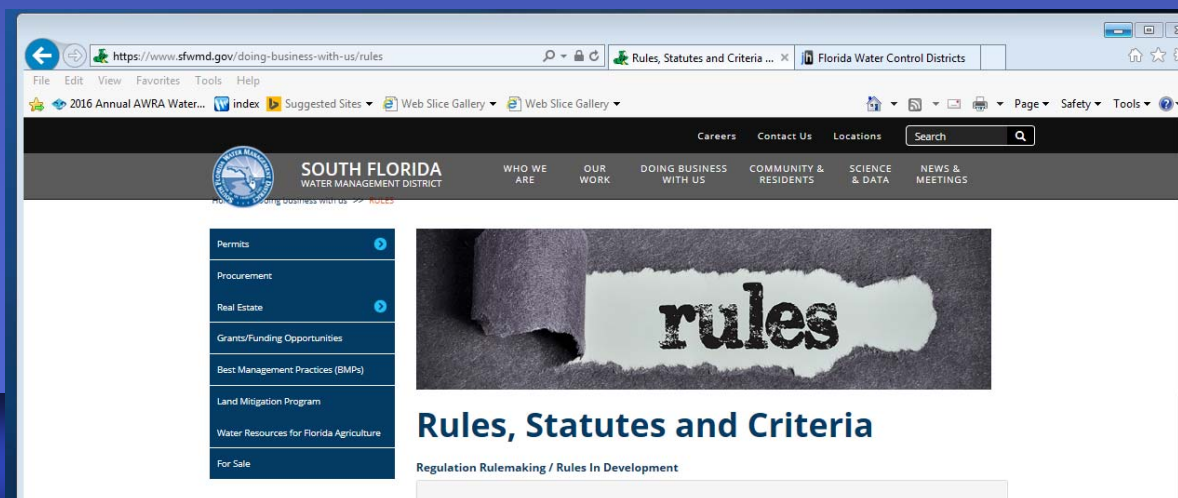 https://www.sfwmd.gov/doing-business-with-us/rules
Rules, Statutes and Criteria ...
Florida Water Control Districts
File Edit View Favorites Tools Help
2016 Annual AWRA Water... index Suggested Sites Web Slice Gallery Web Slice Gallery
Page Safety Tools
Careers Contact Us Locations Search
SOUTH FLORIDA
WATER MANAGEMENT DISTRICT
WHO WE ARE
OUR WORK
DOING BUSINESS WITH US
COMMUNITY & RESIDENTS
SCIENCE & DATA
NEWS & MEETINGS
doing business with us >> RULES
Permits
Procurement
Real Estate
Grants/Funding Opportunities
Best Management Practices (BMPs)
Land Mitigation Program
Water Resources for Florida Agriculture
For Sale
rules
Rules, Statutes and Criteria
Regulation Rulemaking / Rules In Development